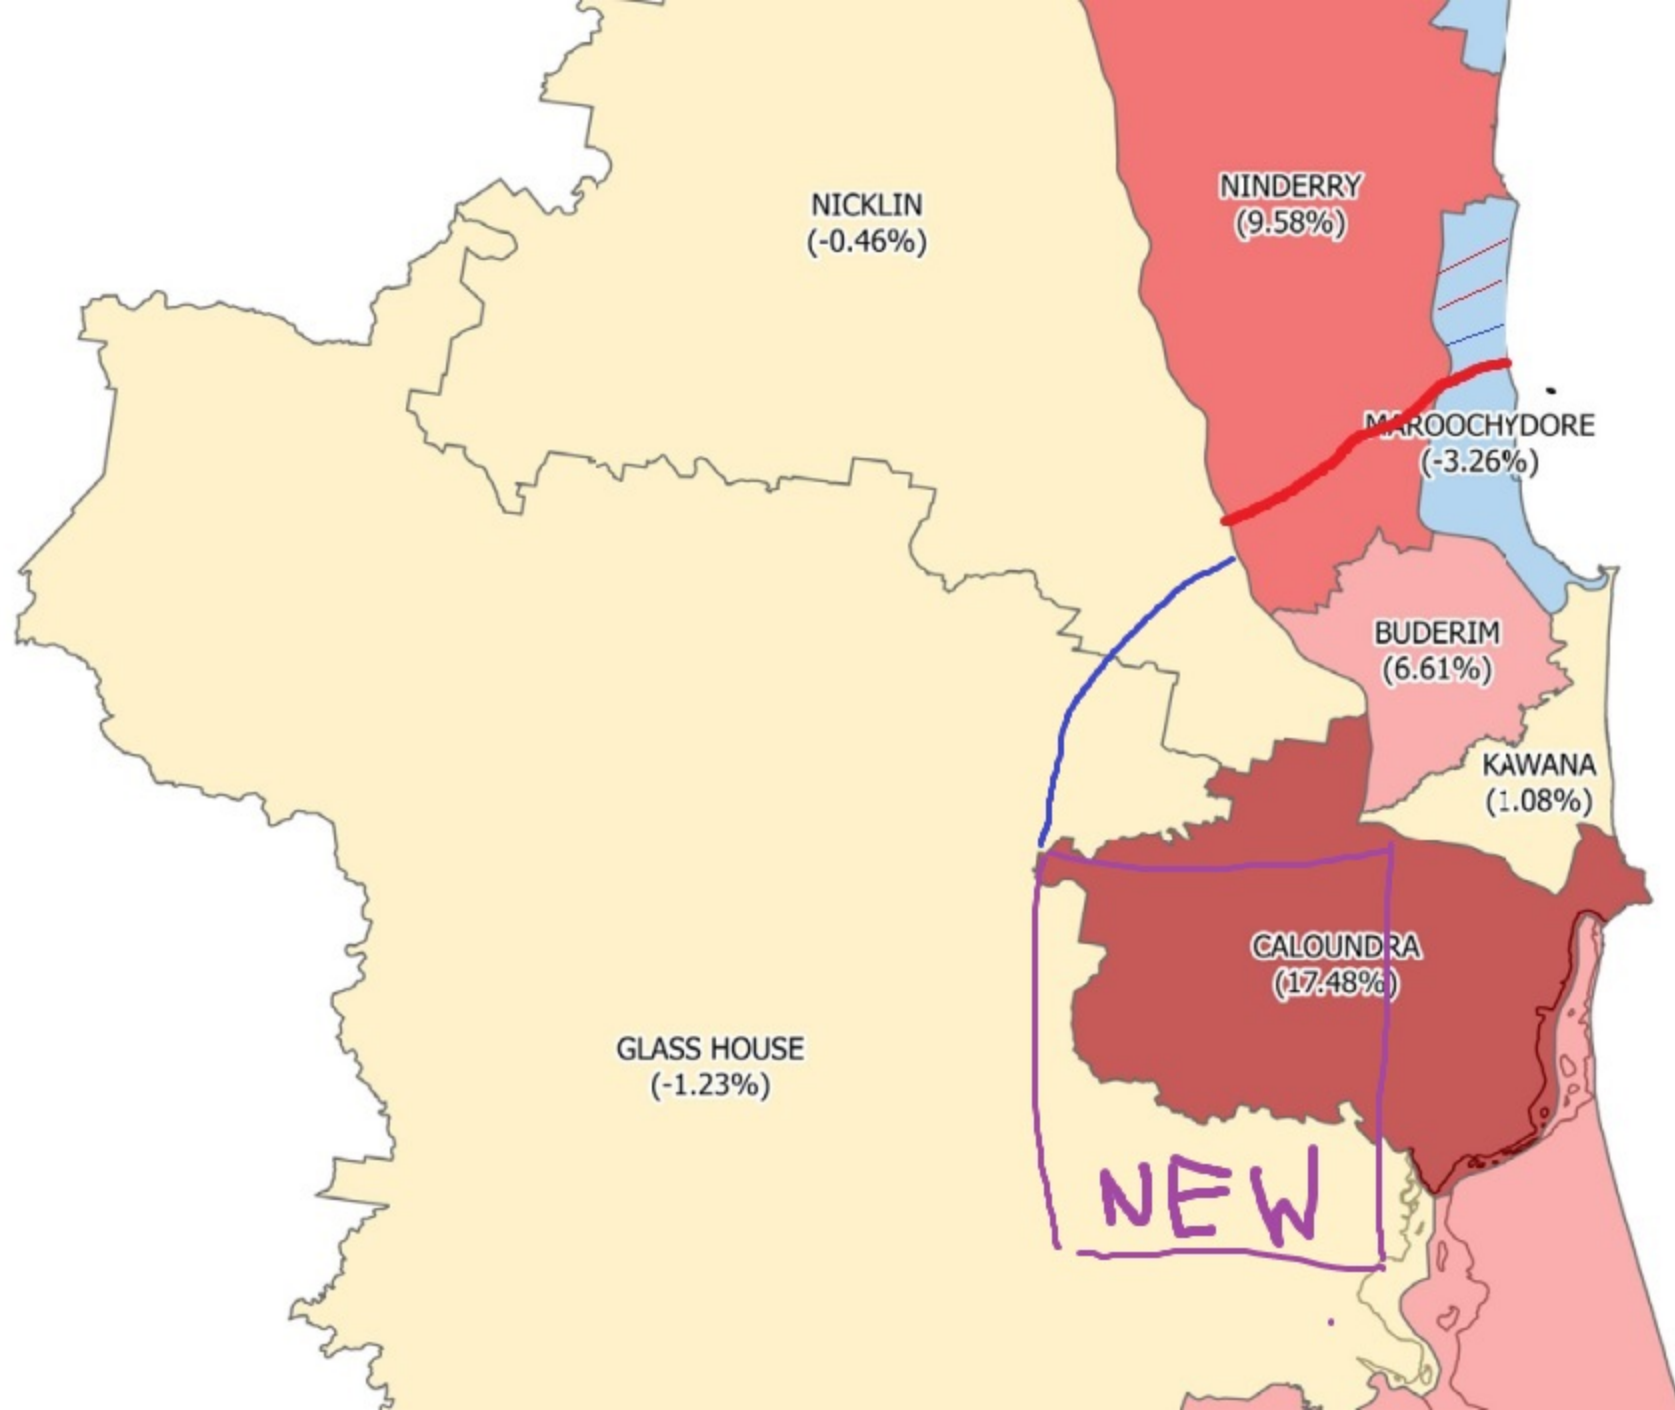 NICKLIN
(-0.46%)
NINDERRY
(9.58%)
MAROOCHYDORE
(-3.26%)
BUDERIM
(6.61%)
KAWANA
(1.08%)
CALOUNDRA
(17.48%)
GLASS HOUSE
(-1.23%)
NEW